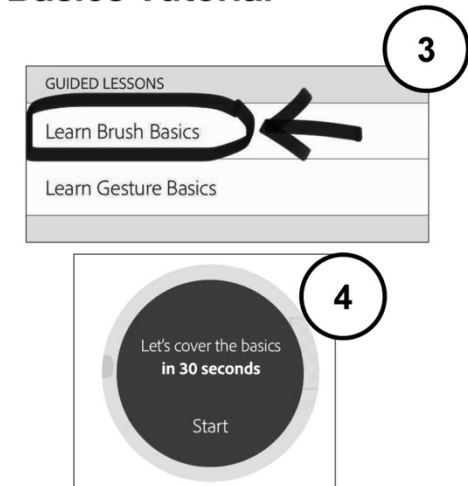 Basics Tutorial
3
GUIDED LESSONS
Learn Brush Basics
Learn Gesture Basics
4
Let's cover the basics
in 30 seconds
Start